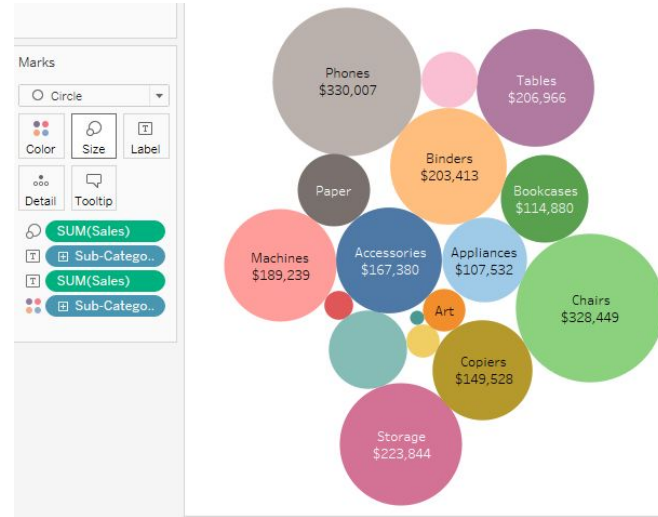 Marks
Circle
Color
Size
Label
Detail
Tooltip
SUM(Sales)
Sub-Catego..
SUM(Sales)
Sub-Catego..
Phones
$330,007
Tables
$206,966
Binders
$203,413
Paper
Bookcases
$114,880
Machines
$189,239
Accessories
$167,380
Appliances
$107,532
Chairs
$328,449
Art
Copiers
$149,528
Storage
$223,844